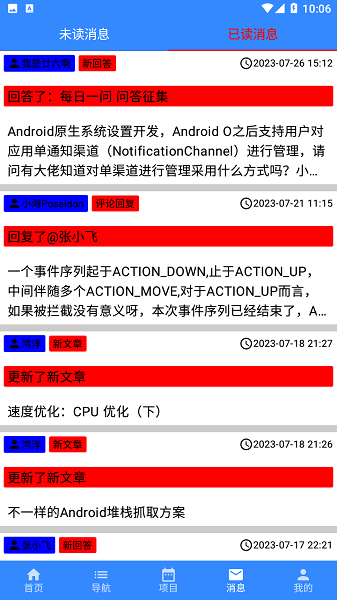 10:06
未读消息
已读消息
新回答
2023-07-26 15:12
回答了：每日一问 问答征集
Android原生系统设置开发，Android O之后支持用户对
应用单通知渠道（NotificationChannel）进行管理，请
问有大佬知道对单渠道进行管理采用什么方式吗？小...
小猪Poseidon
评论回复
2023-07-21 11:15
回复了@张小飞
一个事件序列起于ACTION_DOWN,止于ACTION_UP，
中间伴随多个ACTION_MOVE,对于ACTION_UP而言，
如果被拦截没有意义呀，本次事件序列已经结束了，A...
鸿洋
新文章
2023-07-18 21:27
更新了新文章
速度优化：CPU 优化（下）
鸿洋
新文章
2023-07-18 21:26
更新了新文章
不一样的Android堆栈抓取方案
张小飞
新回答
2023-07-17 22:21
首页
导航
项目
消息
我的